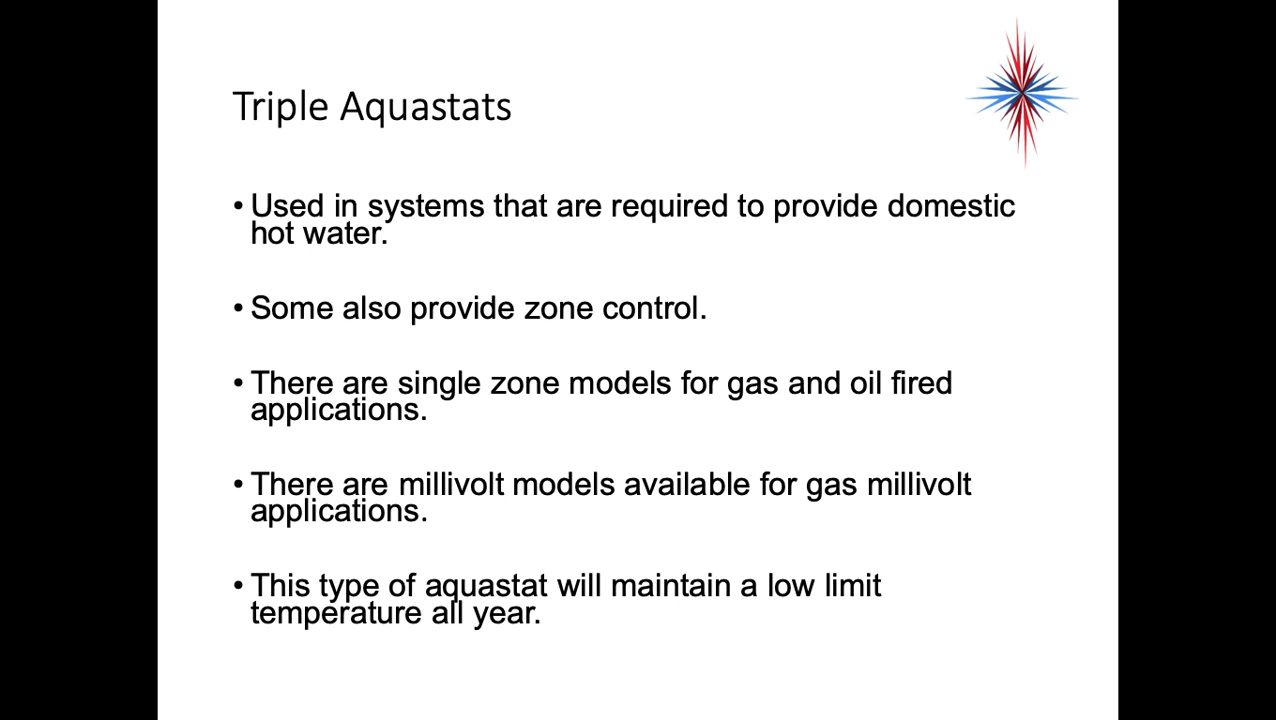 Triple Aquastats
• Used in systems that are required to provide domestic
hot water.
• Some also provide zone control.
• There are single zone models for gas and oil fired
applications.
• There are millivolt models available for gas millivolt
applications.
• This type of aquastat will maintain a low limit
temperature all year.